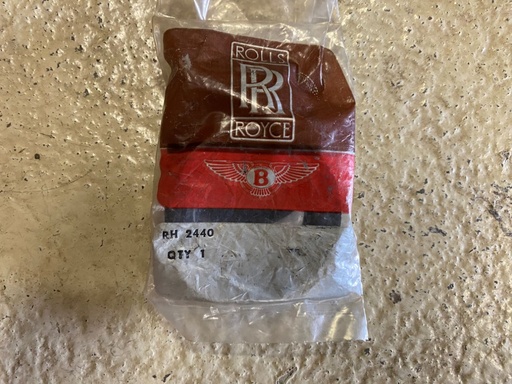 ROLLS
RR
ROYCE
B
RH 2440
QTY 1